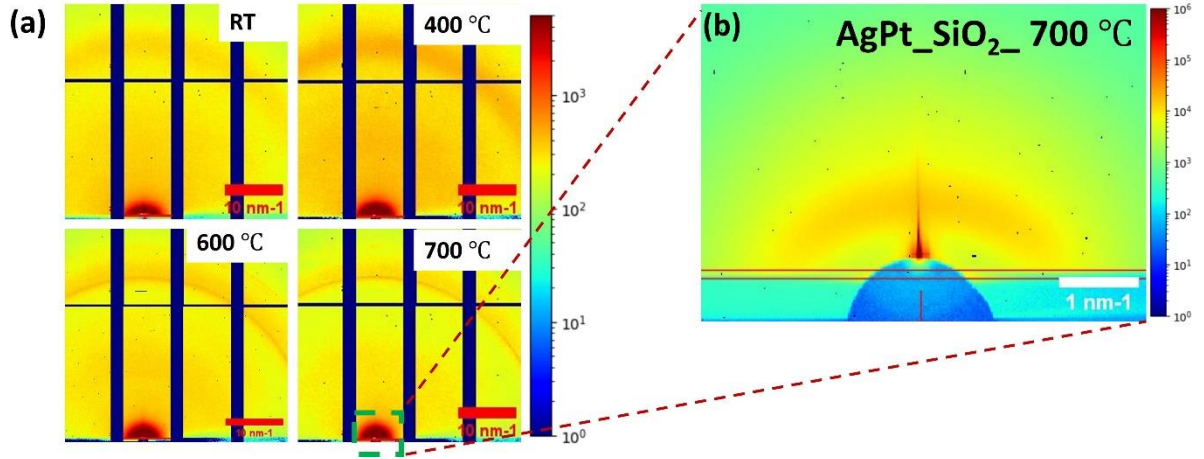 (a)
RT
10 nm-1
400 °C
10 nm-1
10³
10²
10¹
10⁰
600 °C
10 nm-1
700 °C
10 nm-1
(b)
AgPt_SiO₂_ 700 °C
1 nm-1
10⁶
10⁵
10⁴
10³
10²
10¹
10⁰